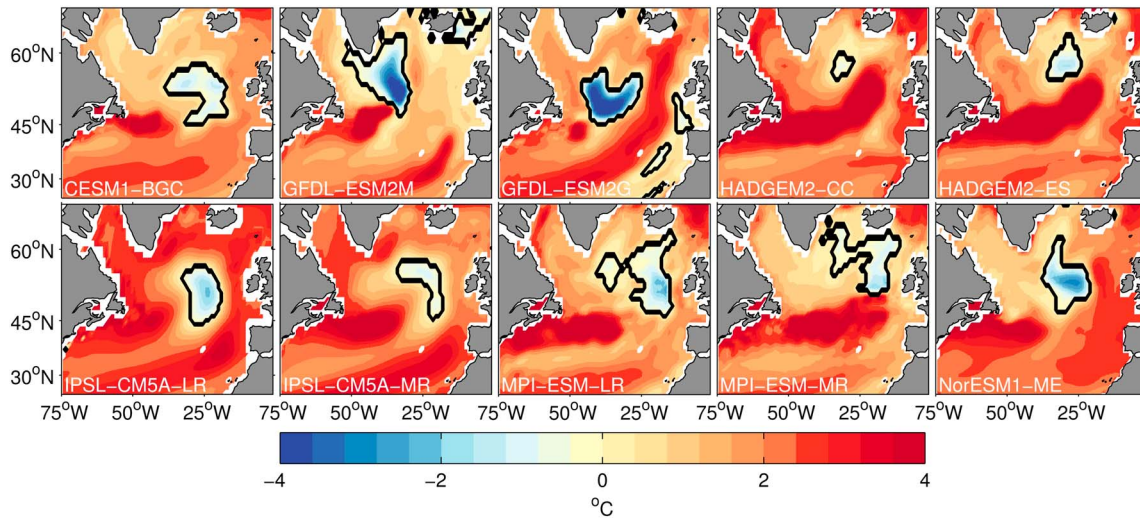 60°N
45°N
30°N
CESM1-BGC
GFDL-ESM2M
GFDL-ESM2G
HADGEM2-CC
HADGEM2-ES
60°N
45°N
30°N
IPSL-CM5A-LR
IPSL-CM5A-MR
MPI-ESM-LR
MPI-ESM-MR
NorESM1-ME
75°W 50°W 25°W 75°W 50°W 25°W 75°W 50°W 25°W 75°W 50°W 25°W 75°W 50°W 25°W
-4 -2 0 2 4
°C